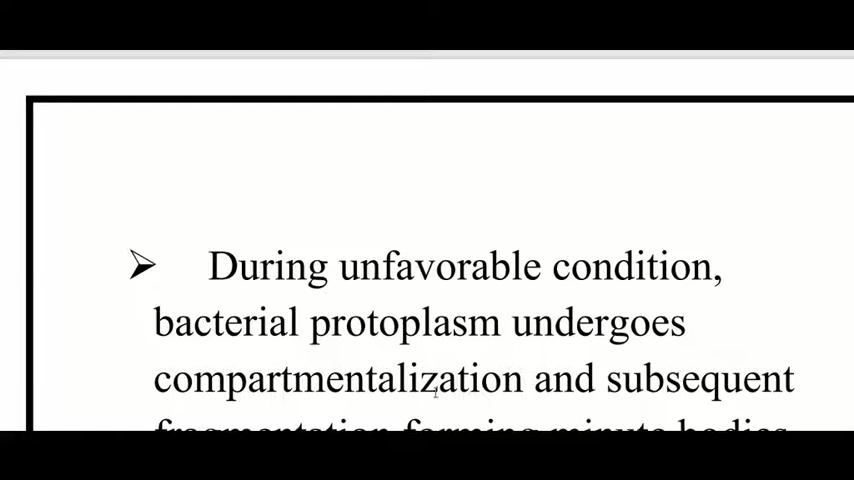 ➢ During unfavorable condition,
bacterial protoplasm undergoes
compartmentalization and subsequent
fragmentation forming minute bodies